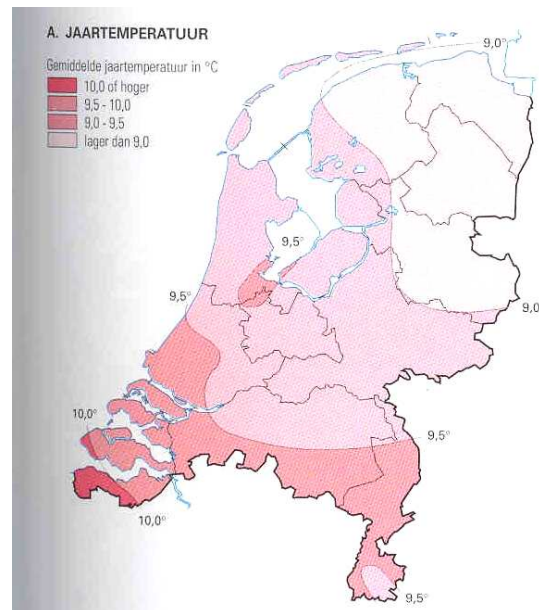 A. JAARTEMPERATUUR
Gemiddelde jaartemperatuur in °C
10,0 of hoger
9,5 - 10,0
9,0 - 9,5
lager dan 9,0
9,0°
9,5°
9,0
9,5°
10,0°
9,5°
10,0°
9,5°